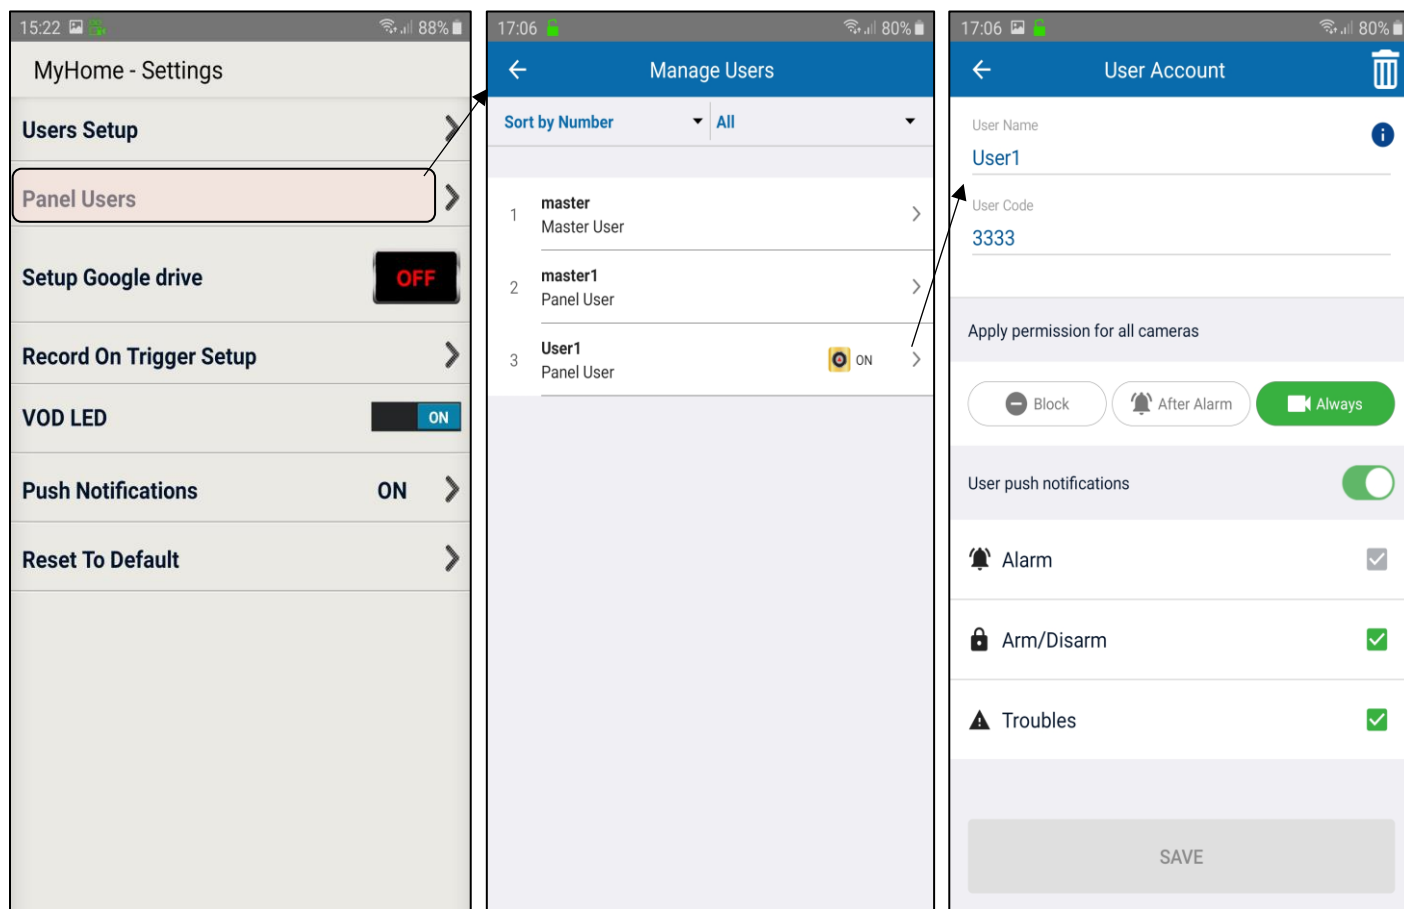 15:22 88%
MyHome - Settings
Users Setup
Panel Users
Setup Google drive OFF
Record On Trigger Setup
VOD LED ON
Push Notifications ON
Reset To Default
17:06 80%
Manage Users
Sort by Number All
1 master
Master User
2 master1
Panel User
3 User1 ON
Panel User
17:06 80%
User Account
User Name
User1
User Code
3333
Apply permission for all cameras
Block After Alarm Always
User push notifications
Alarm
Arm/Disarm
Troubles
SAVE